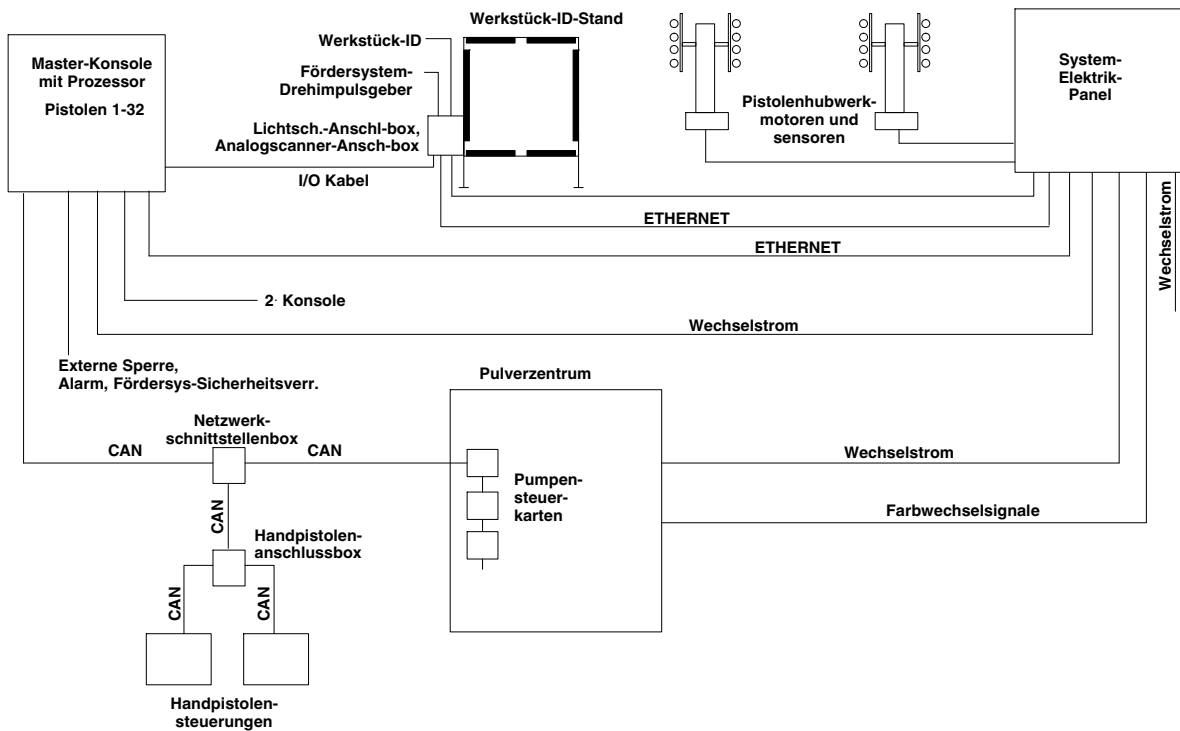 Werkstück-ID-Stand
Master-Konsole
mit Prozessor
Pistolen 1-32
Werkstück-ID
Fördersystem-
Drehimpulsgeber
Lichtsch.-Anschl-box,
Analogscanner-Ansch-box
I/O Kabel
Pistolenhubwerk-
motoren und
sensoren
System-
Elektrik-
Panel
ETHERNET
ETHERNET
Wechselstrom
2. Konsole
Wechselstrom
Externe Sperre,
Alarm, Fördersys-Sicherheitsverr.
Pulverzentrum
Netzwerk-
schnittstellenbox
CAN
CAN
Wechselstrom
Pumpen-
steuer-
karten
CAN
Farbwechselsignale
Handpistolen-
anschlussbox
CAN
CAN
Handpistolen-
steuerungen